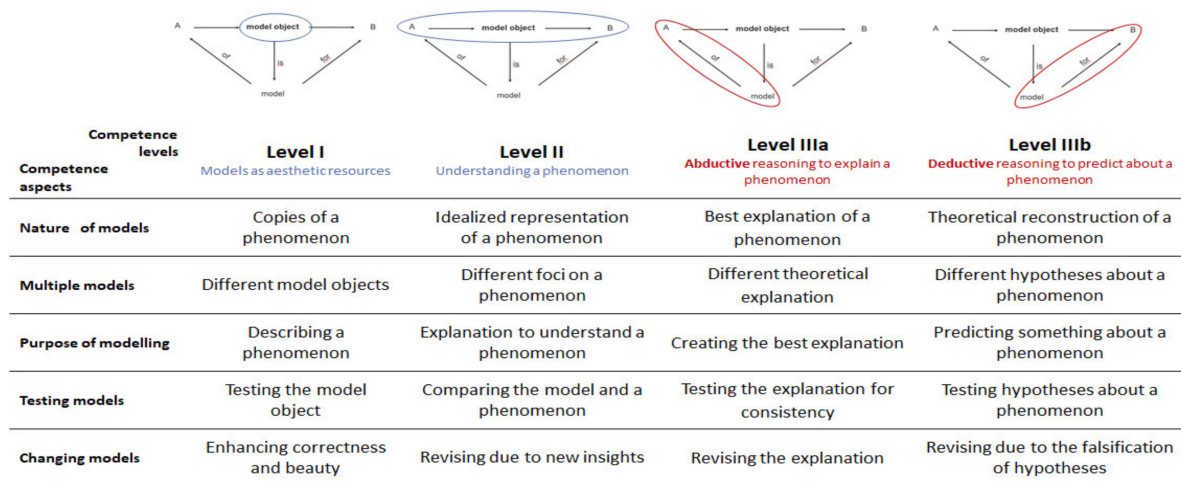 A model object B
of is for
model
A model object B
of is for
model
A model object B
of is for
model
A model object B
of is for
model
Competence
levels
Competence
aspects
Level I
Models as aesthetic resources
Level II
Understanding a phenomenon
Level IIIa
Abductive reasoning to explain a
phenomenon
Level IIIb
Deductive reasoning to predict about a
phenomenon
Nature of models
Copies of a
phenomenon
Idealized representation
of a phenomenon
Best explanation of a
phenomenon
Theoretical reconstruction of a
phenomenon
Multiple models
Different model objects
Different foci on a
phenomenon
Different theoretical
explanation
Different hypotheses about a
phenomenon
Purpose of modelling
Describing a
phenomenon
Explanation to understand a
phenomenon
Creating the best explanation
Predicting something about a
phenomenon
Testing models
Testing the model
object
Comparing the model and a
phenomenon
Testing the explanation for
consistency
Testing hypotheses about a
phenomenon
Changing models
Enhancing correctness
and beauty
Revising due to new insights
Revising the explanation
Revising due to the falsification
of hypotheses